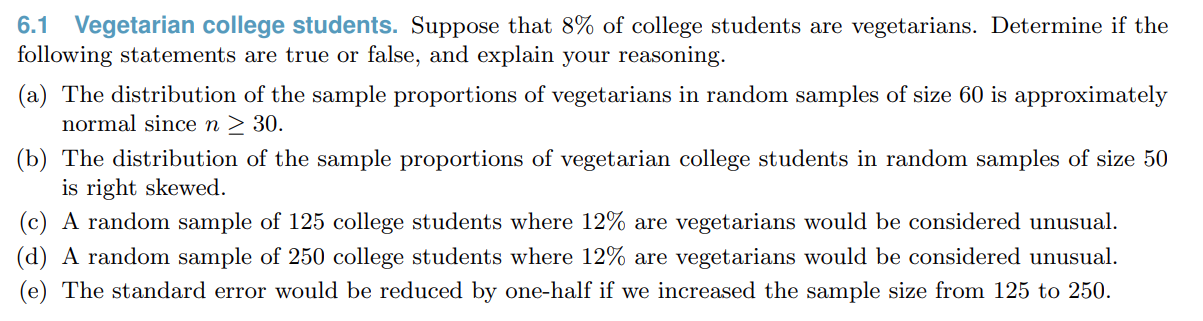 6.1 Vegetarian college students. Suppose that 8% of college students are vegetarians. Determine if the
following statements are true or false, and explain your reasoning.
(a) The distribution of the sample proportions of vegetarians in random samples of size 60 is approximately
normal since n ≥ 30.
(b) The distribution of the sample proportions of vegetarian college students in random samples of size 50
is right skewed.
(c) A random sample of 125 college students where 12% are vegetarians would be considered unusual.
(d) A random sample of 250 college students where 12% are vegetarians would be considered unusual.
(e) The standard error would be reduced by one-half if we increased the sample size from 125 to 250.